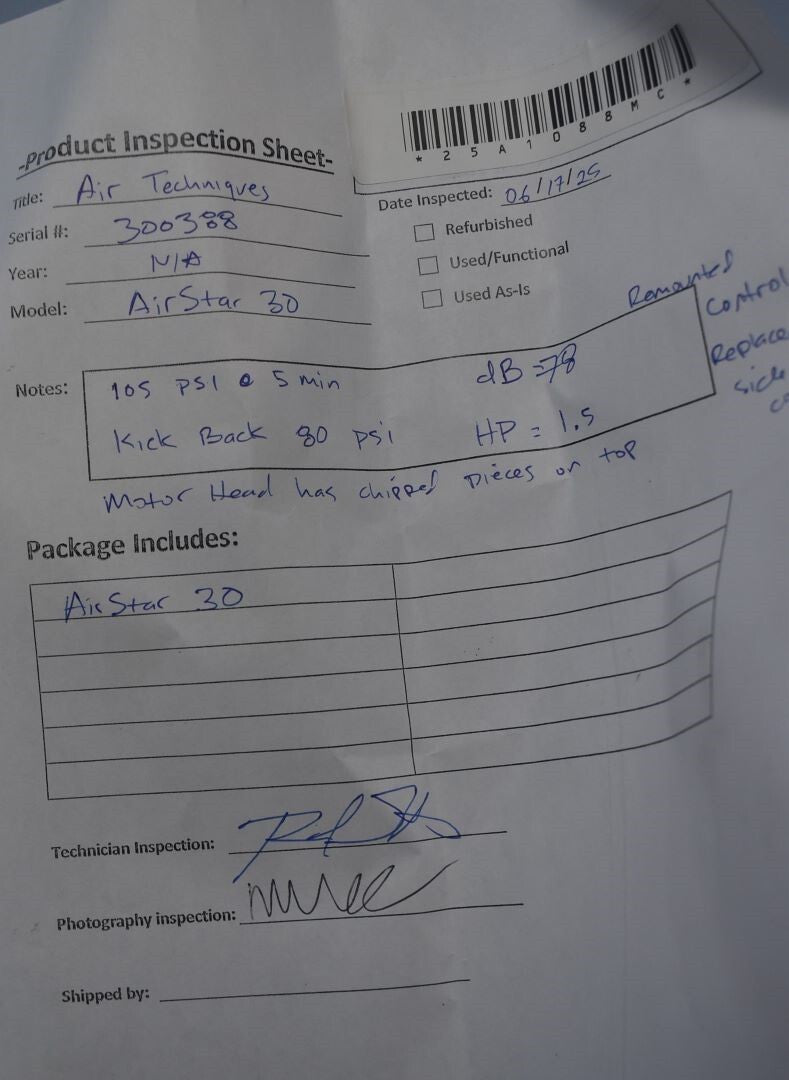 * 2 5 A 1 0 8 8 M C *
-Product Inspection Sheet-
Title: Air Techniques
Date Inspected: 06/17/25
Serial #: 300388
Refurbished
Year: N/A
Used/Functional
Model: AirStar 30
Used As-Is
Remounted
Control
Replace
side
Notes: 105 PSI @ 5 min dB = 78
Kick Back 80 psi HP = 1.5
Motor Head has chipped pieces on top
Package Includes:
AirStar 30
Technician Inspection:
Photography inspection:
Shipped by: